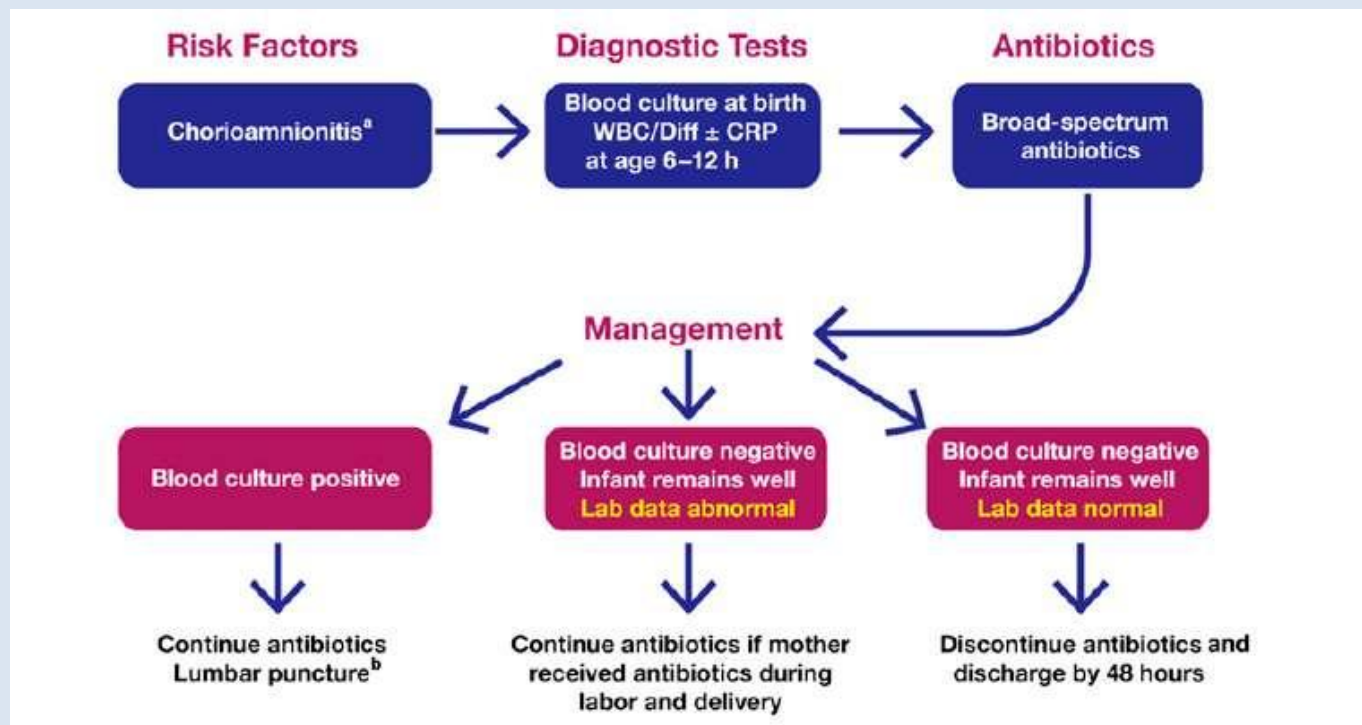 Risk Factors
Diagnostic Tests
Antibiotics
Chorioamnionitisª
Blood culture at birth
WBC/Diff ± CRP
at age 6–12 h
Broad-spectrum
antibiotics
Management
Blood culture positive
Blood culture negative
Infant remains well
Lab data abnormal
Blood culture negative
Infant remains well
Lab data normal
Continue antibiotics
Lumbar punctureᵇ
Continue antibiotics if mother
received antibiotics during
labor and delivery
Discontinue antibiotics and
discharge by 48 hours